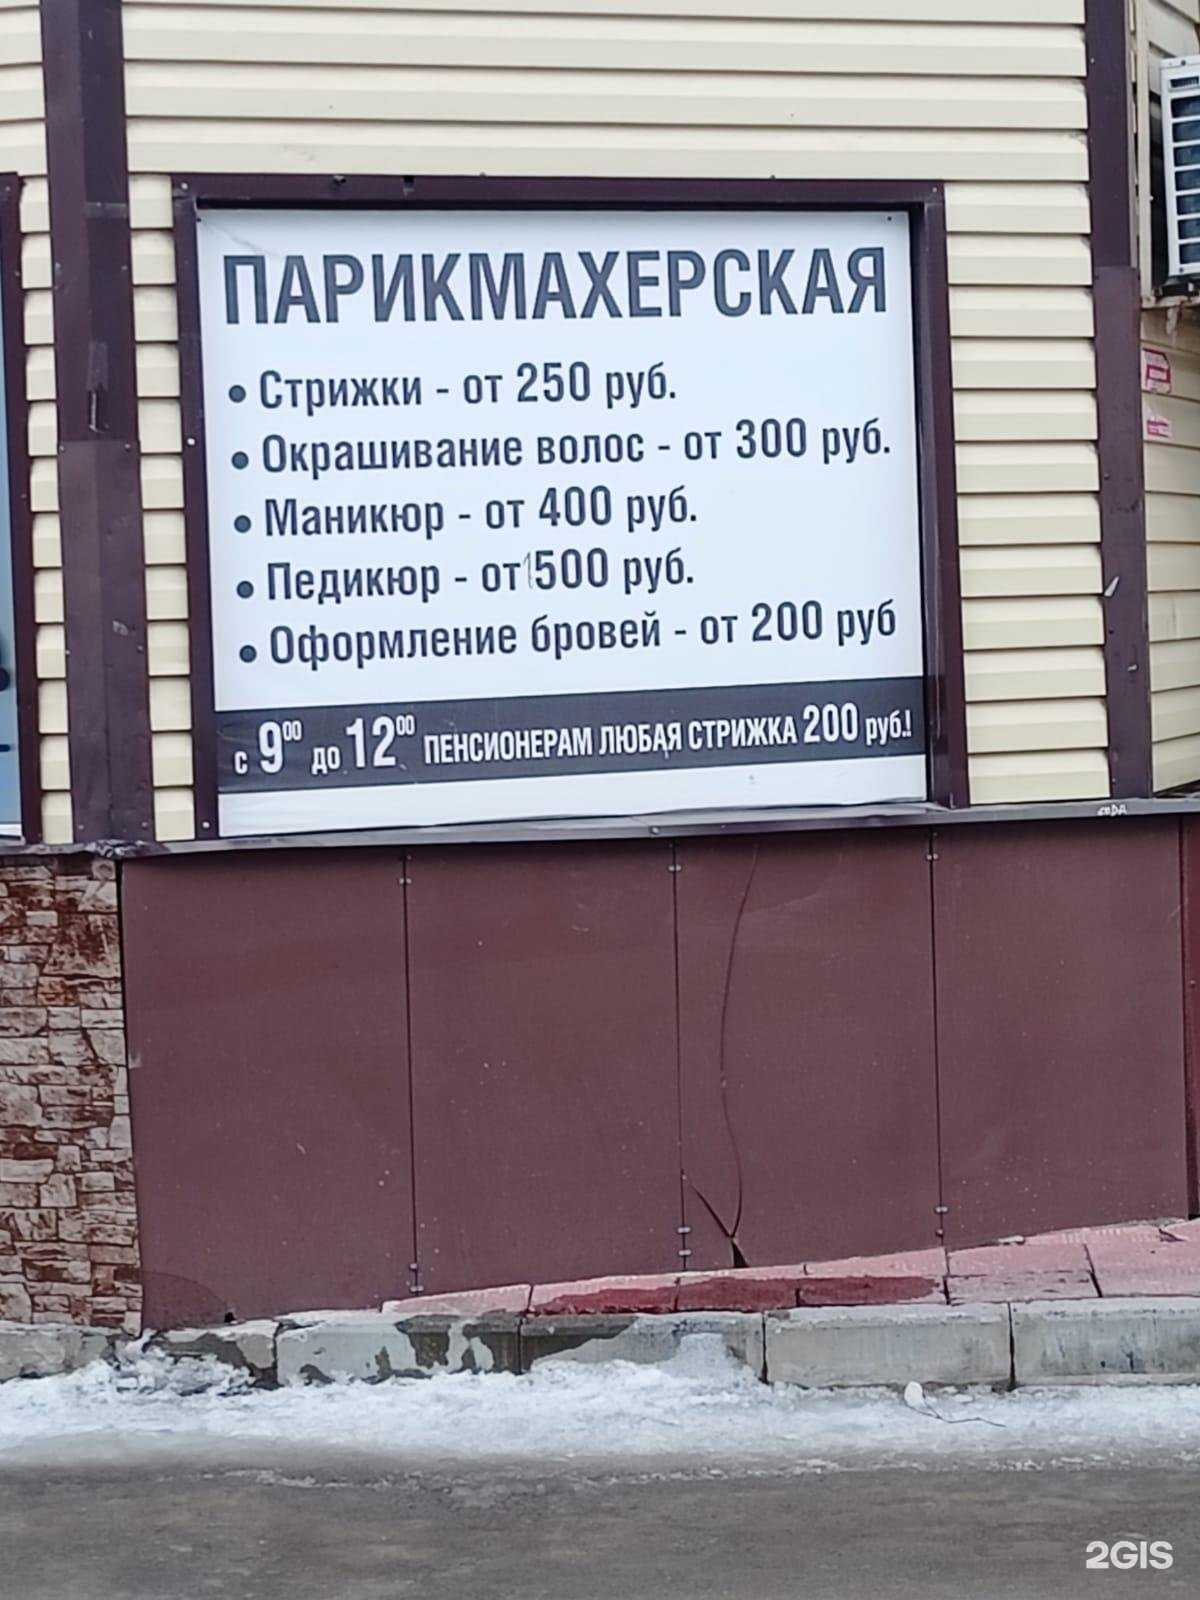 ПАРИКМАХЕРСКАЯ
• Стрижки - от 250 руб.
• Окрашивание волос - от 300 руб.
• Маникюр - от 400 руб.
• Педикюр - от 1500 руб.
• Оформление бровей - от 200 руб
с 9⁰⁰ до 12⁰⁰ ПЕНСИОНЕРАМ ЛЮБАЯ СТРИЖКА 200 руб.!
2GIS